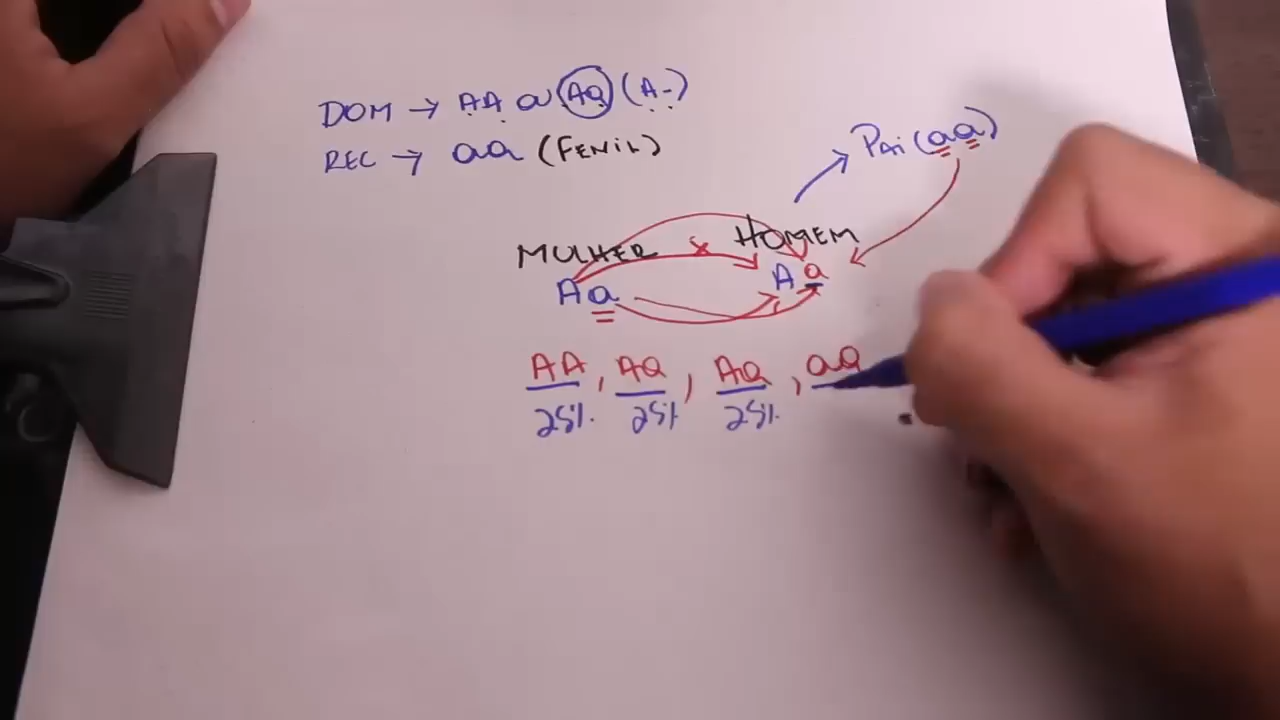 DOM → AA ou Aa (A-)
REC → aa (FENIL)
PAi (aa)
MULHER x HOMEM
Aa Aa
AA, Aa, Aa, aa
25% 25% 25%